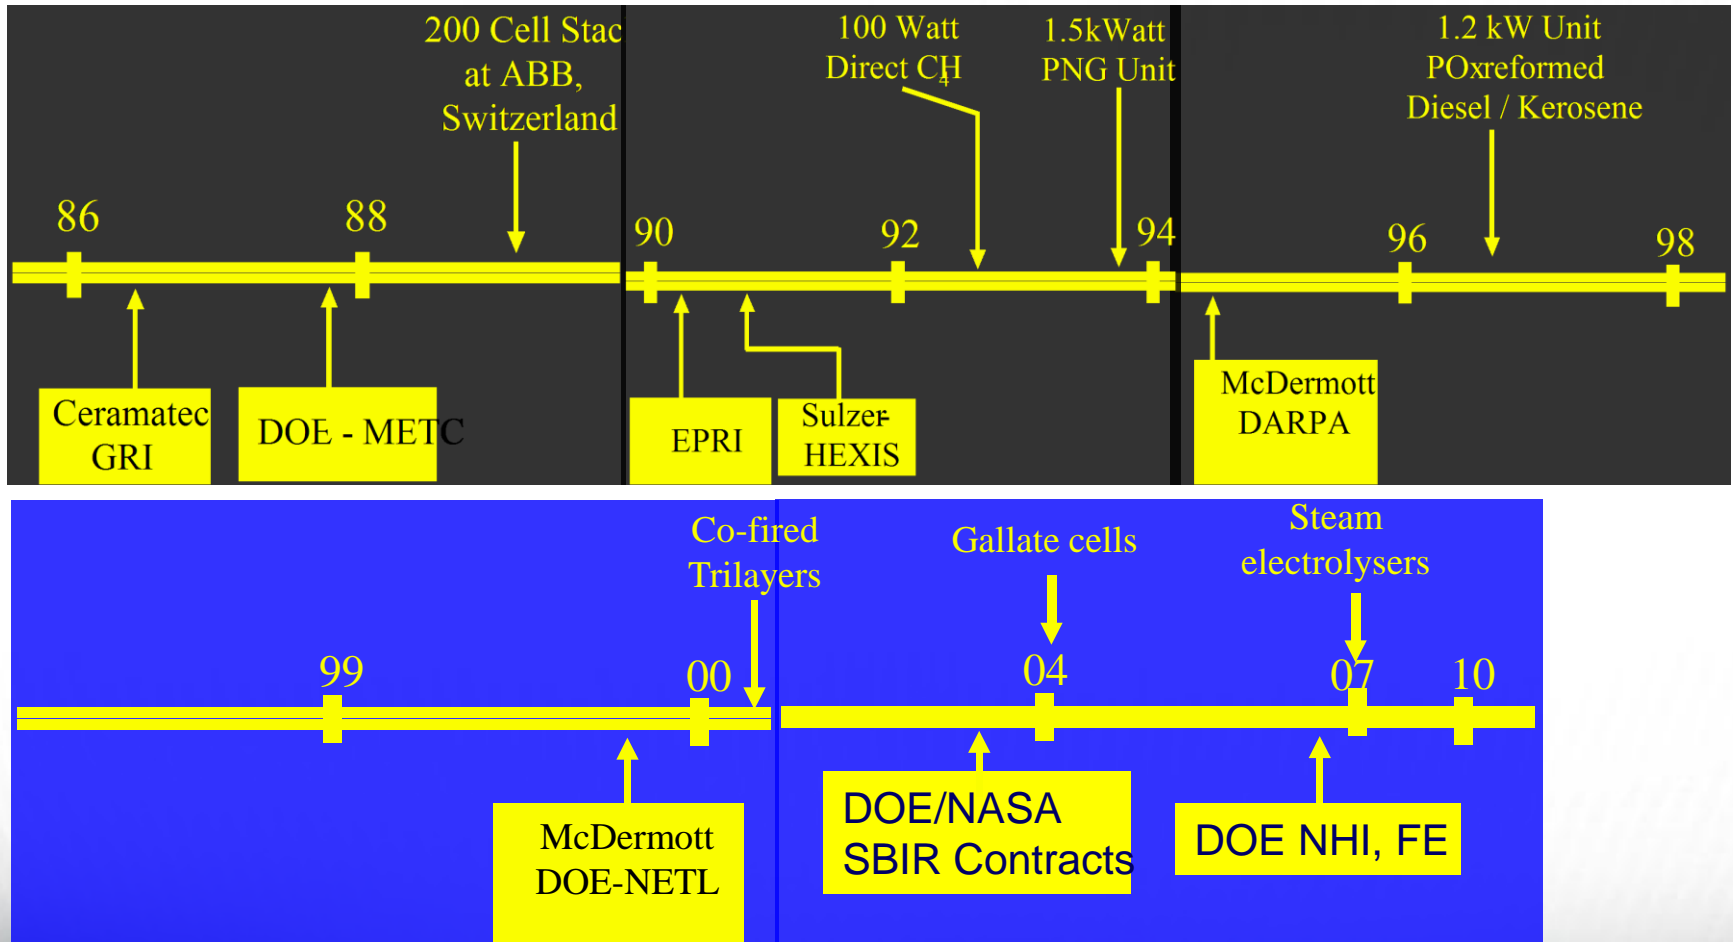 200 Cell Stac
at ABB,
Switzerland
100 Watt
Direct CH4
1.5kWatt
PNG Unit
1.2 kW Unit
POxreformed
Diesel / Kerosene
86
88
90
92
94
96
98
Ceramatec
GRI
DOE - METC
EPRI
Sulzer-
HEXIS
McDermott
DARPA
Co-fired
Trilayers
Gallate cells
Steam
electrolysers
99
00
04
07
10
McDermott
DOE-NETL
DOE/NASA
SBIR Contracts
DOE NHI, FE